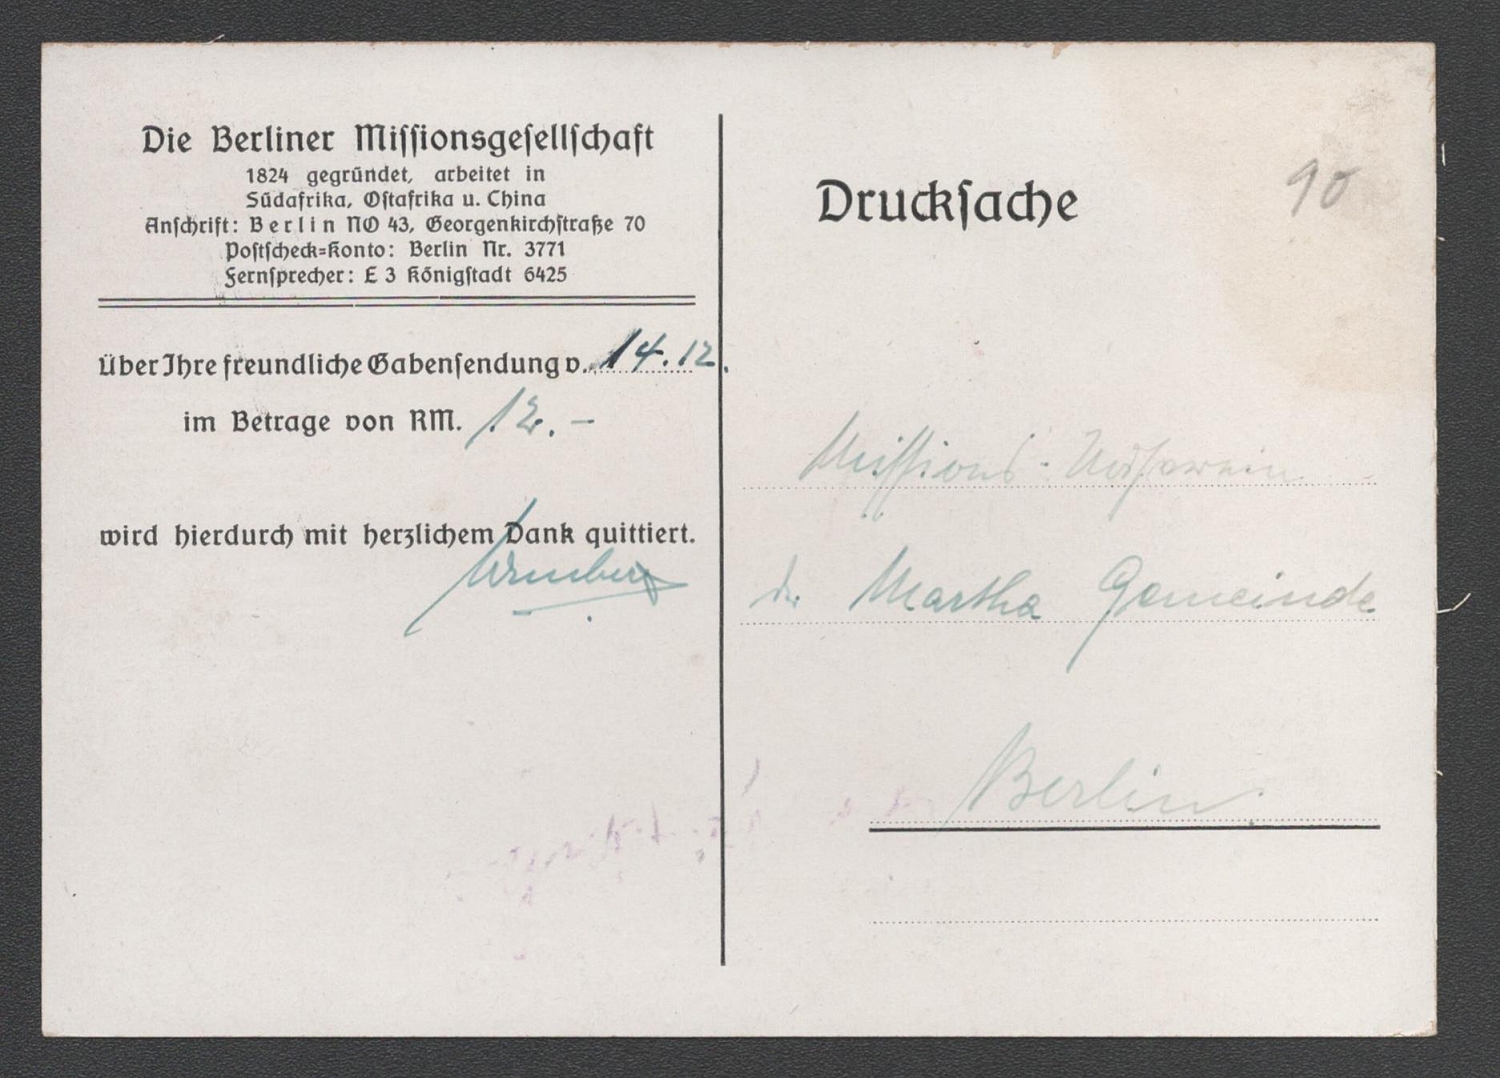 Die Berliner Missionsgesellschaft
1824 gegründet, arbeitet in
Südafrika, Ostafrika u. China
Anschrift: Berlin NO 43, Georgenkirchstraße 70
Postscheck=Konto: Berlin Nr. 3771
Fernsprecher: E 3 Königstadt 6425
über Ihre freundliche Gabensendung v. 14.12.
im Betrage von RM. 12.–
wird hierdurch mit herzlichem Dank quittiert.
Drucksache
90
Missions-
der Martha Gemeinde
Berlin